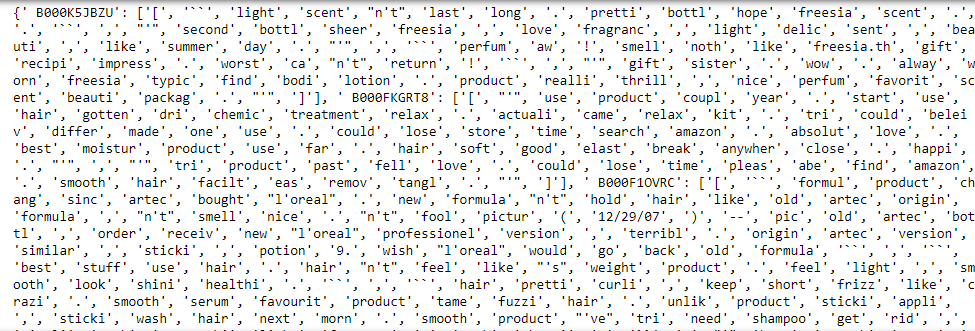 {' B000K5JBZU': ['[', '``', 'light', 'scent', "n't", 'last', 'long', '.', 'pretti', 'bottl', 'hope', 'freesia', 'scent', '.',
'..', '``', ',', "'", 'second', 'bottl', 'sheer', 'freesia', ',', 'love', 'fragranc', ',', 'light', 'delic', 'sent', ',', 'bea
uti', ',', 'like', 'summer', 'day', '.', "'", ',', '``', 'perfum', 'aw', '!', 'smell', 'noth', 'like', 'freesia.th', 'gift',
'recipi', 'impress', '.', 'worst', 'ca', "n't", 'return', '!', '``', ',', "'", 'gift', 'sister', '.', 'wow', '.', 'alway', 'w
orn', 'freesia', 'typic', 'find', 'bodi', 'lotion', '.', 'product', 'realli', 'thrill', ',', 'nice', 'perfum', 'favorit', 'sc
ent', 'beauti', 'packag', '.', "'", ']'], ' B000FKGRT8': ['[', "'", 'use', 'product', 'coupl', 'year', '.', 'start', 'use',
'hair', 'gotten', 'dri', 'chemic', 'treatment', 'relax', '.', 'actuali', 'came', 'relax', 'kit', '.', 'tri', 'could', 'belei
v', 'differ', 'made', 'one', 'use', '.', 'could', 'lose', 'store', 'time', 'search', 'amazon', '.', 'absolut', 'love', '.',
'best', 'moistur', 'product', 'use', 'far', '.', 'hair', 'soft', 'good', 'elast', 'break', 'anywher', 'close', '.', 'happi',
'.', "'", ',', "'", 'tri', 'product', 'past', 'fell', 'love', '.', 'could', 'lose', 'time', 'pleas', 'abe', 'find', 'amazon',
'.', 'smooth', 'hair', 'facilt', 'eas', 'remov', 'tangl', '.', "'", ']'], ' B000F1OVRC': ['[', '``', 'formul', 'product', 'ch
ang', 'sinc', 'artec', 'bought', "l'oreal", '.', 'new', 'formula', "n't", 'hold', 'hair', 'like', 'old', 'artec', 'origin',
'formula', ',', "n't", 'smell', 'nice', '..', "n't", 'fool', 'pictur', '(', '12/29/07', ')', '--', 'pic', 'old', 'artec', 'bot
tl', ',', 'order', 'receiv', 'new', "l'oreal", 'professionel', 'version', ',', 'terribl', '.', 'origin', 'artec', 'version',
'similar', ',', 'sticki', ',', 'potion', '9.', 'wish', "l'oreal", 'would', 'go', 'back', 'old', 'formula', '``', ',', '``',
'best', 'stuff', 'use', 'hair', '.', 'hair', "n't", 'feel', 'like', "'s", 'weight', 'product', '.', 'feel', 'light', ',', 'sm
ooth', 'look', 'shini', 'healthi', '.', '``', ',', '``', 'hair', 'pretti', 'curli', ',', 'keep', 'short', 'frizz', 'like', 'c
razi', '.', 'smooth', 'serum', 'favourit', 'product', 'tame', 'fuzzi', 'hair', '.', 'unlik', 'product', 'sticki', 'appli',
',', 'sticki', 'wash', 'hair', 'next', 'morn', '.', 'smooth', 'product', "'ve", 'tri', 'need', 'shampoo', 'get', 'rid', ',',